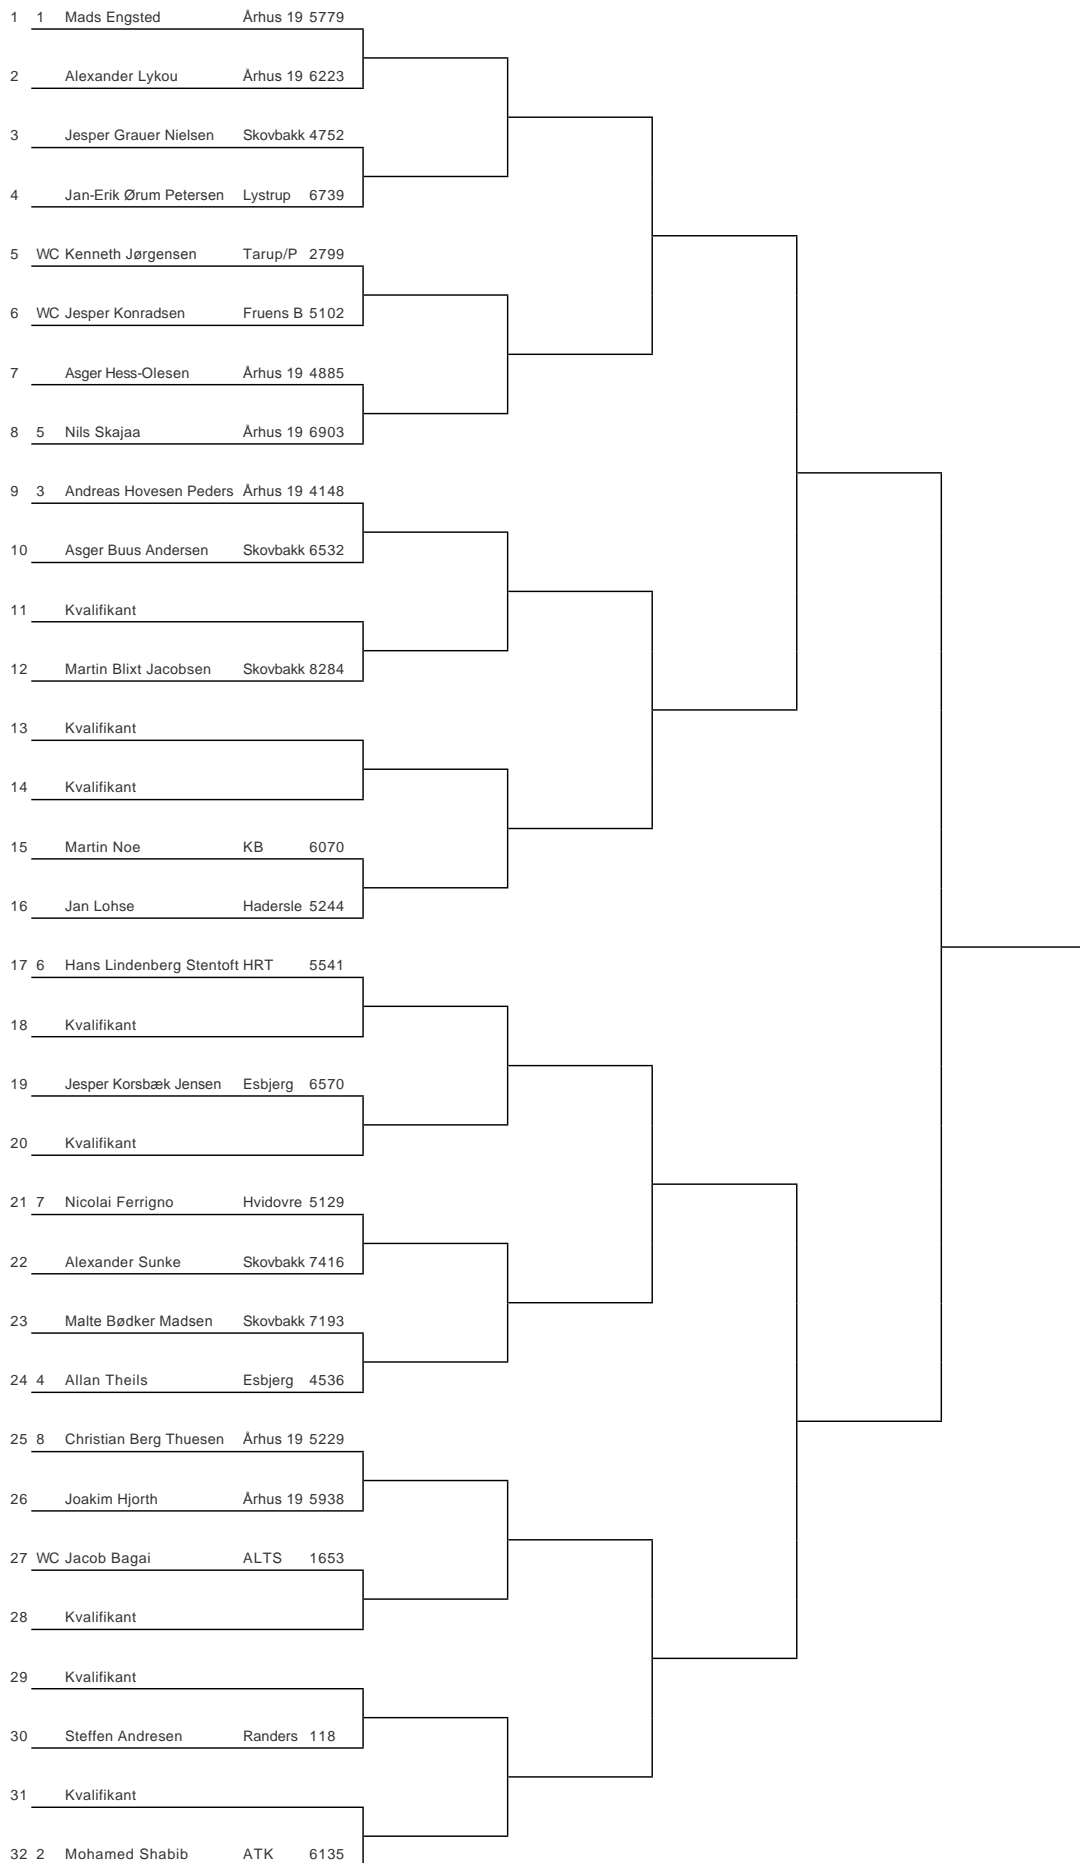 1 1 Mads Engsted Århus 19 5779
2 Alexander Lykou Århus 19 6223
3 Jesper Grauer Nielsen Skovbakk 4752
4 Jan-Erik Ørum Petersen Lystrup 6739
5 WC Kenneth Jørgensen Tarup/P 2799
6 WC Jesper Konradsen Fruens B 5102
7 Asger Hess-Olesen Århus 19 4885
8 5 Nils Skajaa Århus 19 6903
9 3 Andreas Hovesen Peders Århus 19 4148
10 Asger Buus Andersen Skovbakk 6532
11 Kvalifikant
12 Martin Blixt Jacobsen Skovbakk 8284
13 Kvalifikant
14 Kvalifikant
15 Martin Noe KB 6070
16 Jan Lohse Hadersle 5244
17 6 Hans Lindenberg Stentoft HRT 5541
18 Kvalifikant
19 Jesper Korsbæk Jensen Esbjerg 6570
20 Kvalifikant
21 7 Nicolai Ferrigno Hvidovre 5129
22 Alexander Sunke Skovbakk 7416
23 Malte Bødker Madsen Skovbakk 7193
24 4 Allan Theils Esbjerg 4536
25 8 Christian Berg Thuesen Århus 19 5229
26 Joakim Hjorth Århus 19 5938
27 WC Jacob Bagai ALTS 1653
28 Kvalifikant
29 Kvalifikant
30 Steffen Andresen Randers 118
31 Kvalifikant
32 2 Mohamed Shabib ATK 6135